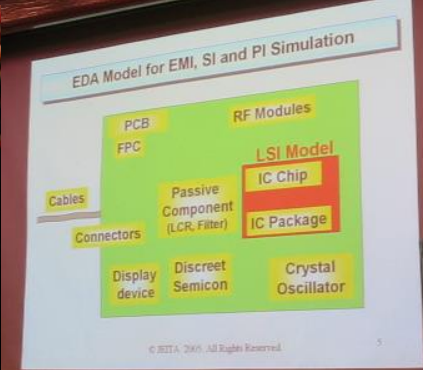 EDA Model for EMI, SI and PI Simulation
PCB
FPC
RF Modules
LSI Model
IC Chip
IC Package
Cables
Passive
Component
(LCR, Filter)
Connectors
Display
device
Discreet
Semicon
Crystal
Oscillator
© JEITA 2005. All Rights Reserved.
5